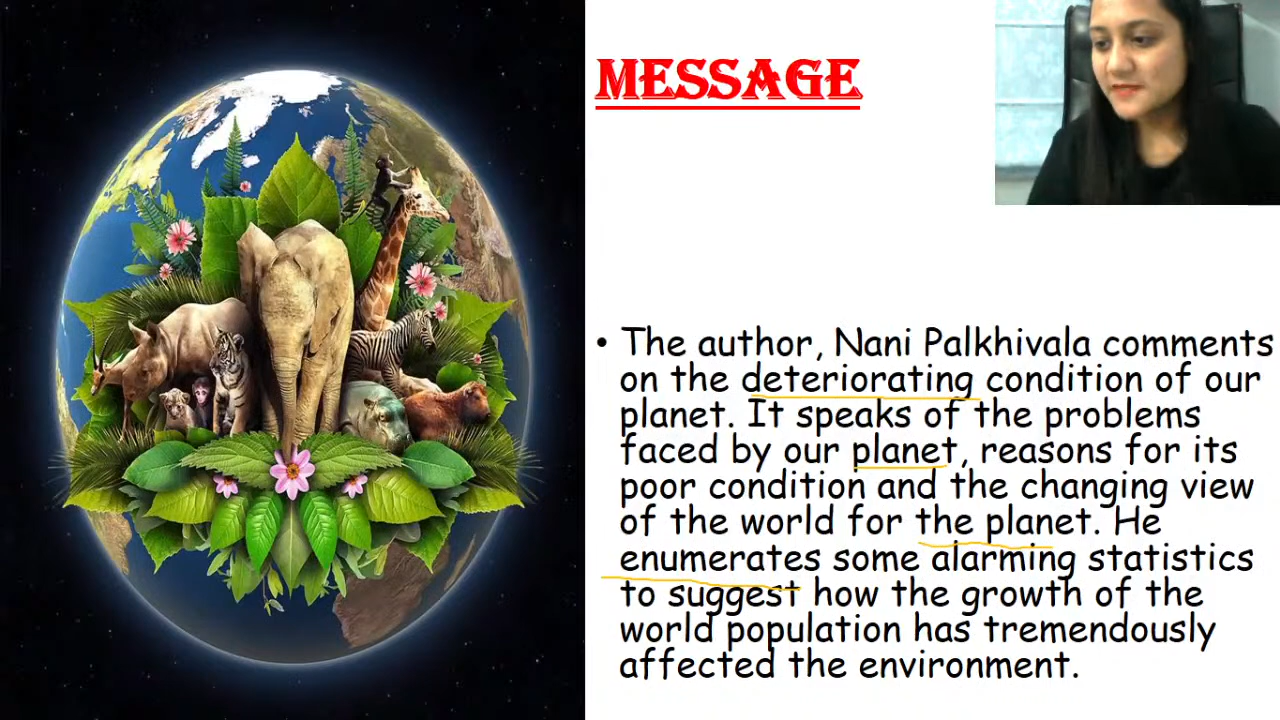 MESSAGE
• The author, Nani Palkhivala comments
on the deteriorating condition of our
planet. It speaks of the problems
faced by our planet, reasons for its
poor condition and the changing view
of the world for the planet. He
enumerates some alarming statistics
to suggest how the growth of the
world population has tremendously
affected the environment.